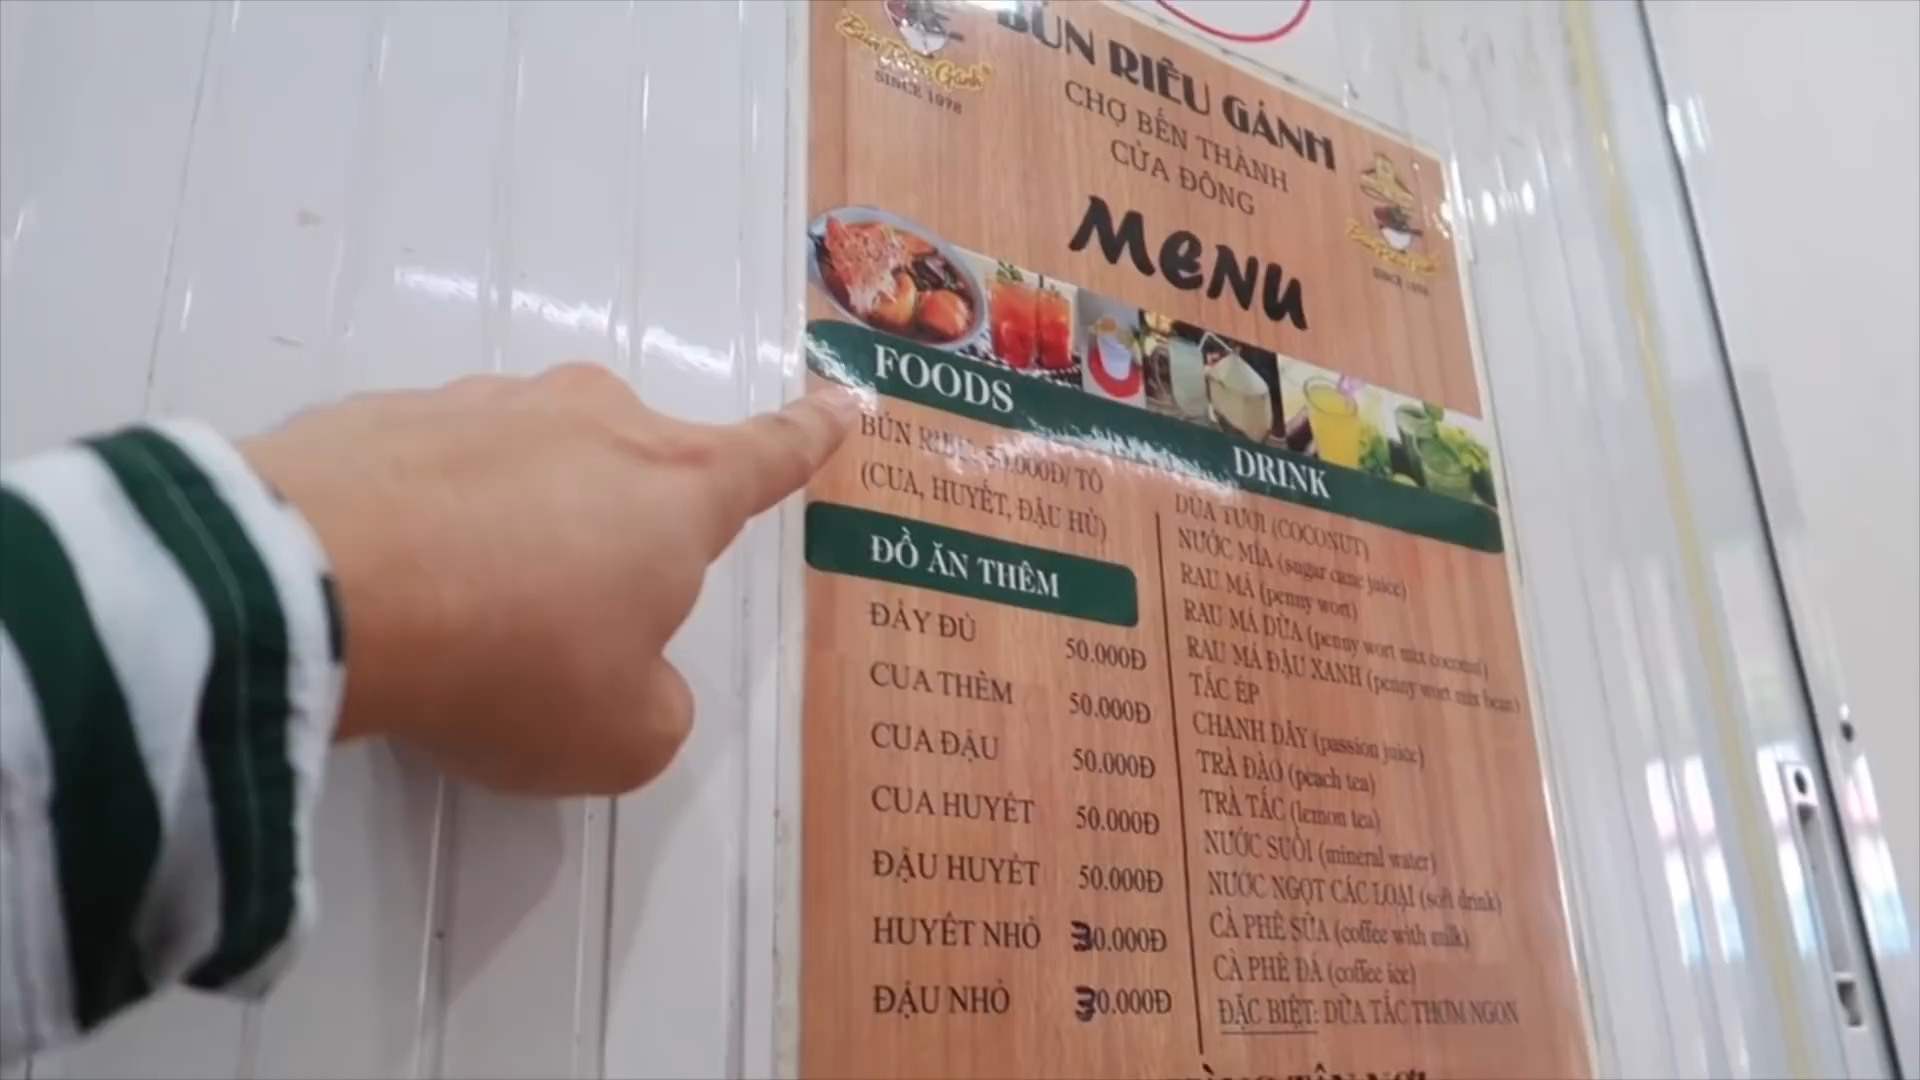 Bún Riêu Gánh
SINCE 1978
BÚN RIÊU GÁNH
CHỢ BẾN THÀNH
CỬA ĐÔNG
SINCE 1978
MENU
FOODS
BÚN RIÊU: 50.000Đ/ TÔ
(CUA, HUYẾT, ĐẬU HỦ)
ĐỒ ĂN THÊM
ĐẦY ĐỦ 50.000Đ
CUA THÊM 50.000Đ
CUA ĐẬU 50.000Đ
CUA HUYẾT 50.000Đ
ĐẬU HUYẾT 50.000Đ
HUYẾT NHỎ 30.000Đ
ĐẬU NHỎ 30.000Đ
DRINK
DỪA TƯƠI (COCONUT)
NƯỚC MÍA (sugar cane juice)
RAU MÁ (penny wort)
RAU MÁ DỪA (penny wort mix coconut)
RAU MÁ ĐẬU XANH (penny wort mix bean)
TẮC ÉP
CHANH DÂY (passion juice)
TRÀ ĐÀO (peach tea)
TRÀ TẮC (lemon tea)
NƯỚC SUỐI (mineral water)
NƯỚC NGỌT CÁC LOẠI (soft drink)
CÀ PHÊ SỮA (coffee with milk)
CÀ PHÊ ĐÁ (coffee ice)
ĐẶC BIỆT: DỪA TẮC THƠM NGON